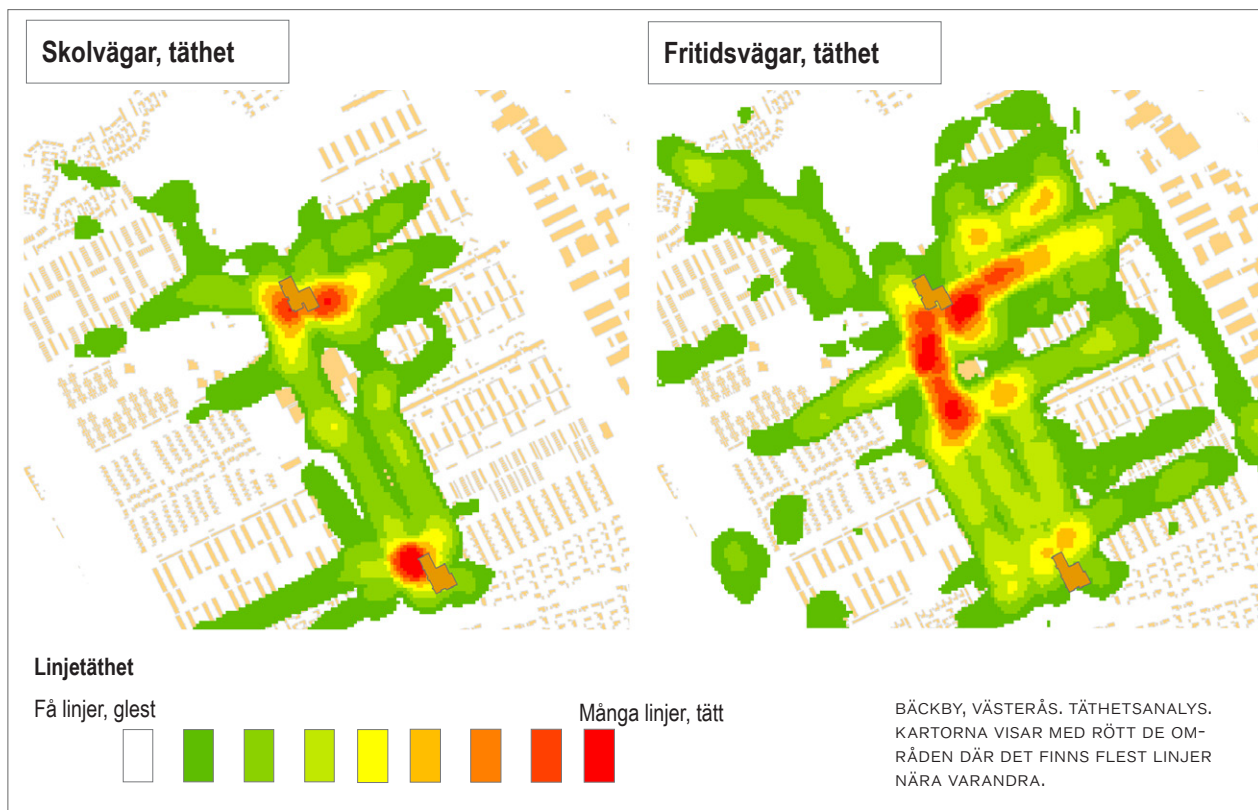 Skolvägar, täthet
Fritidsvägar, täthet
Linjetäthet
Få linjer, glest
Många linjer, tätt
BÄCKBY, VÄSTERÅS. TÄTHETSANALYS.
KARTORNA VISAR MED RÖTT DE OM-
RÅDEN DÄR DET FINNS FLEST LINJER
NÄRA VARANDRA.